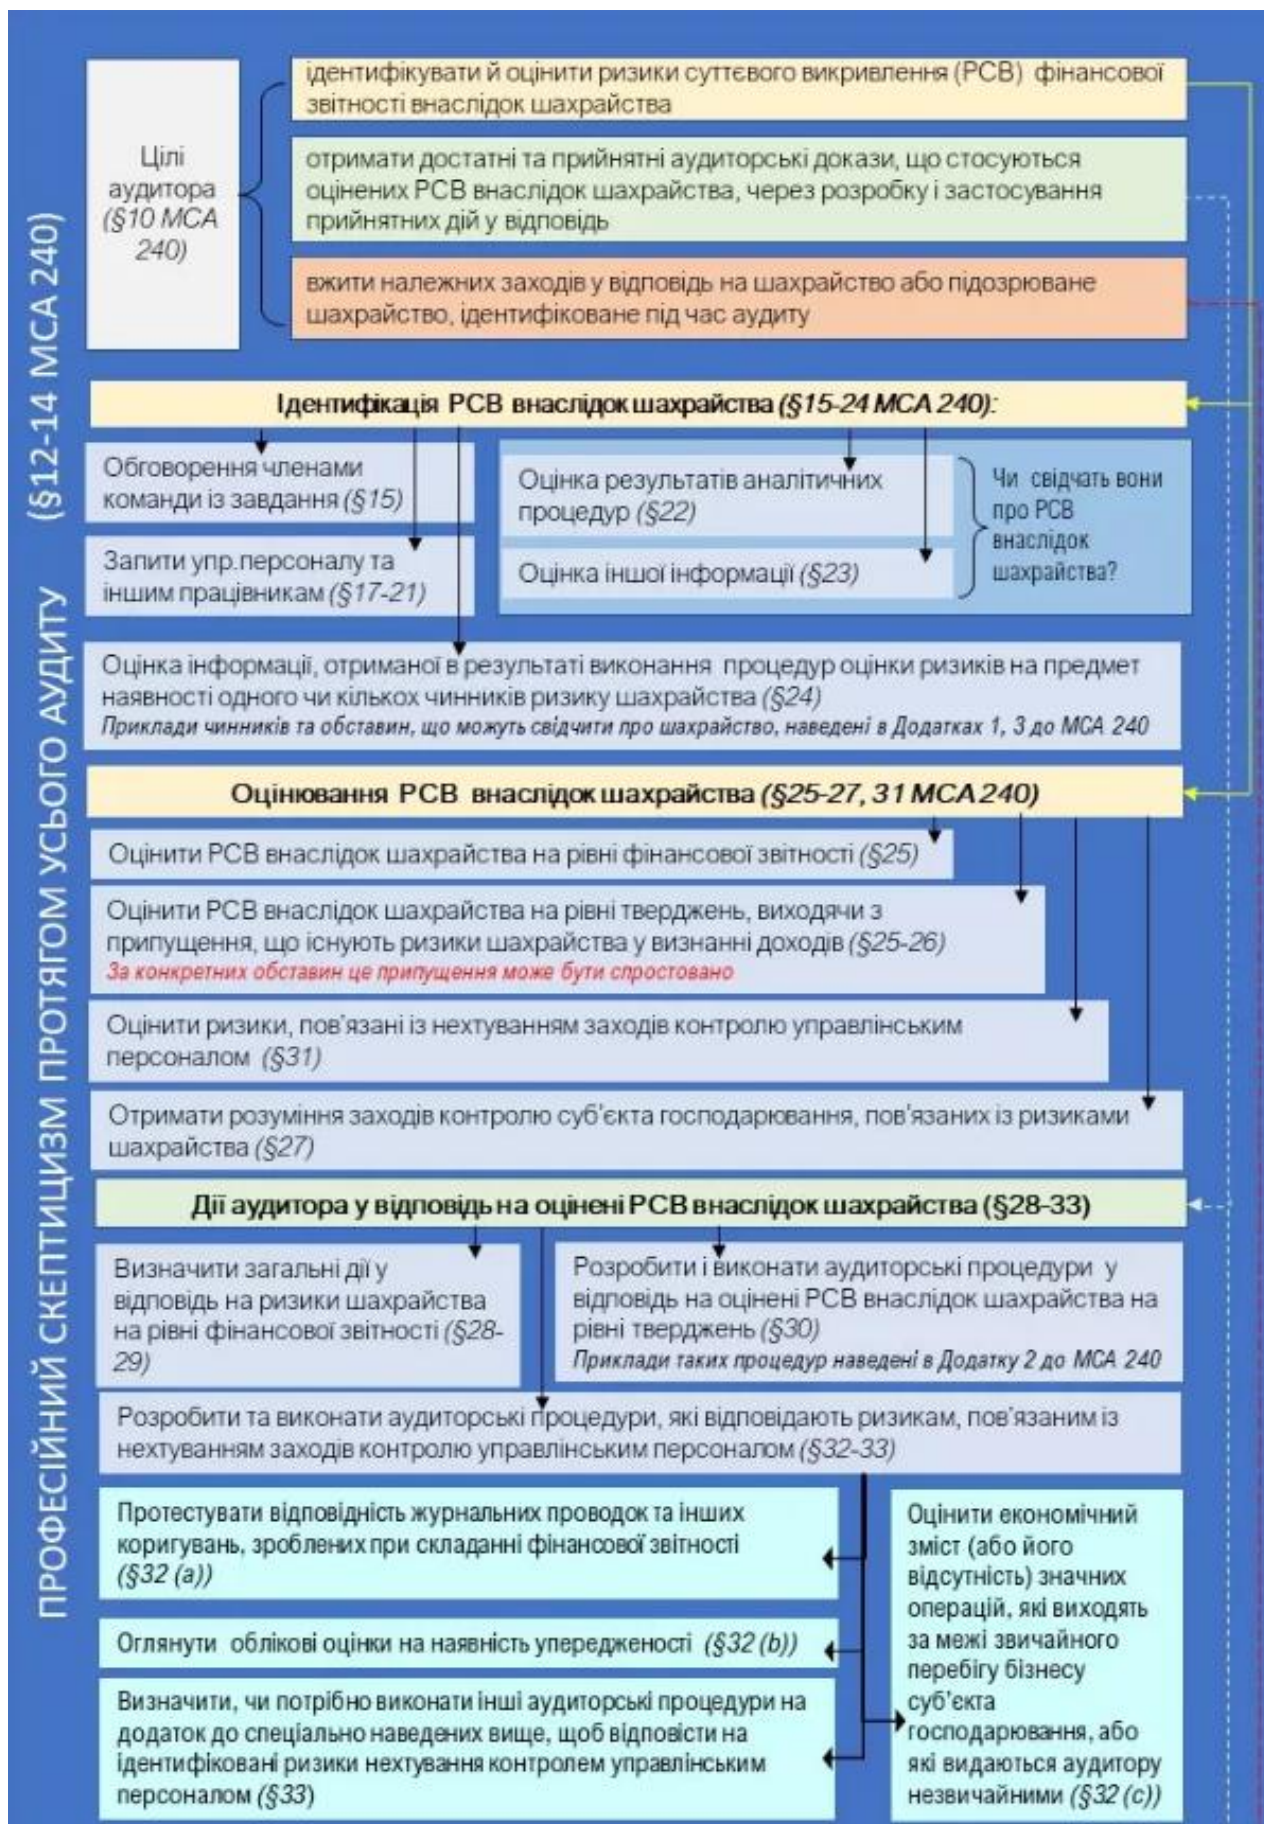 ПРОФЕСІЙНИЙ СКЕПТИЦИЗМ ПРОТЯГОМ УСЬОГО АУДИТУ (§12-14 МСА 240)
Цілі
аудитора
(§10 МСА
240)
ідентифікувати й оцінити ризики суттєвого викривлення (РСВ) фінансової
звітності внаслідок шахрайства
отримати достатні та прийнятні аудиторські докази, що стосуються
оцінених РСВ внаслідок шахрайства, через розробку і застосування
прийнятних дій у відповідь
вжити належних заходів у відповідь на шахрайство або підозрюване
шахрайство, ідентифіковане під час аудиту
Ідентифікація РСВ внаслідок шахрайства (§15-24 МСА 240):
Обговорення членами
команди із завдання (§15)
Запити упр.персоналу та
іншим працівникам (§17-21)
Оцінка результатів аналітичних
процедур (§22)
Оцінка іншої інформації (§23)
Чи свідчать вони
про РСВ
внаслідок
шахрайства?
Оцінка інформації, отриманої в результаті виконання процедур оцінки ризиків на предмет
наявності одного чи кількох чинників ризику шахрайства (§24)
Приклади чинників та обставин, що можуть свідчити про шахрайство, наведені в Додатках 1, 3 до МСА 240
Оцінювання РСВ внаслідок шахрайства (§25-27, 31 МСА 240)
Оцінити РСВ внаслідок шахрайства на рівні фінансової звітності (§25)
Оцінити РСВ внаслідок шахрайства на рівні тверджень, виходячи з
припущення, що існують ризики шахрайства у визнанні доходів (§25-26)
За конкретних обставин це припущення може бути спростовано
Оцінити ризики, пов'язані із нехтуванням заходів контролю управлінським
персоналом (§31)
Отримати розуміння заходів контролю суб'єкта господарювання, пов'язаних із ризиками
шахрайства (§27)
Дії аудитора у відповідь на оцінені РСВ внаслідок шахрайства (§28-33)
Визначити загальні дії у
відповідь на ризики шахрайства
на рівні фінансової звітності (§28-
29)
Розробити і виконати аудиторські процедури у
відповідь на оцінені РСВ внаслідок шахрайства на
рівні тверджень (§30)
Приклади таких процедур наведені в Додатку 2 до МСА 240
Розробити та виконати аудиторські процедури, які відповідають ризикам, пов'язаним із
нехтуванням заходів контролю управлінським персоналом (§32-33)
Протестувати відповідність журнальних проводок та інших
коригувань, зроблених при складанні фінансової звітності
(§32 (a))
Оглянути облікові оцінки на наявність упередженості (§32 (b))
Визначити, чи потрібно виконати інші аудиторські процедури на
додаток до спеціально наведених вище, щоб відповісти на
ідентифіковані ризики нехтування контролем управлінським
персоналом (§33)
Оцінити економічний
зміст (або його
відсутність) значних
операцій, які виходять
за межі звичайного
перебігу бізнесу
суб'єкта
господарювання, або
які видаються аудитору
незвичайними (§32 (c))